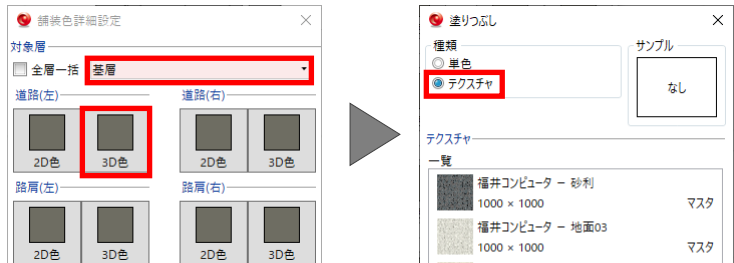 舗装色詳細設定
対象層
全層一括 基層
道路(左) 道路(右)
2D色 3D色 2D色 3D色
路肩(左) 路肩(右)
2D色 3D色 2D色 3D色
塗りつぶし
種類 サンプル
単色
テクスチャ
なし
テクスチャ
一覧
福井コンピュータ － 砂利
1000 × 1000 マスタ
福井コンピュータ － 地面03
1000 × 1000 マスタ